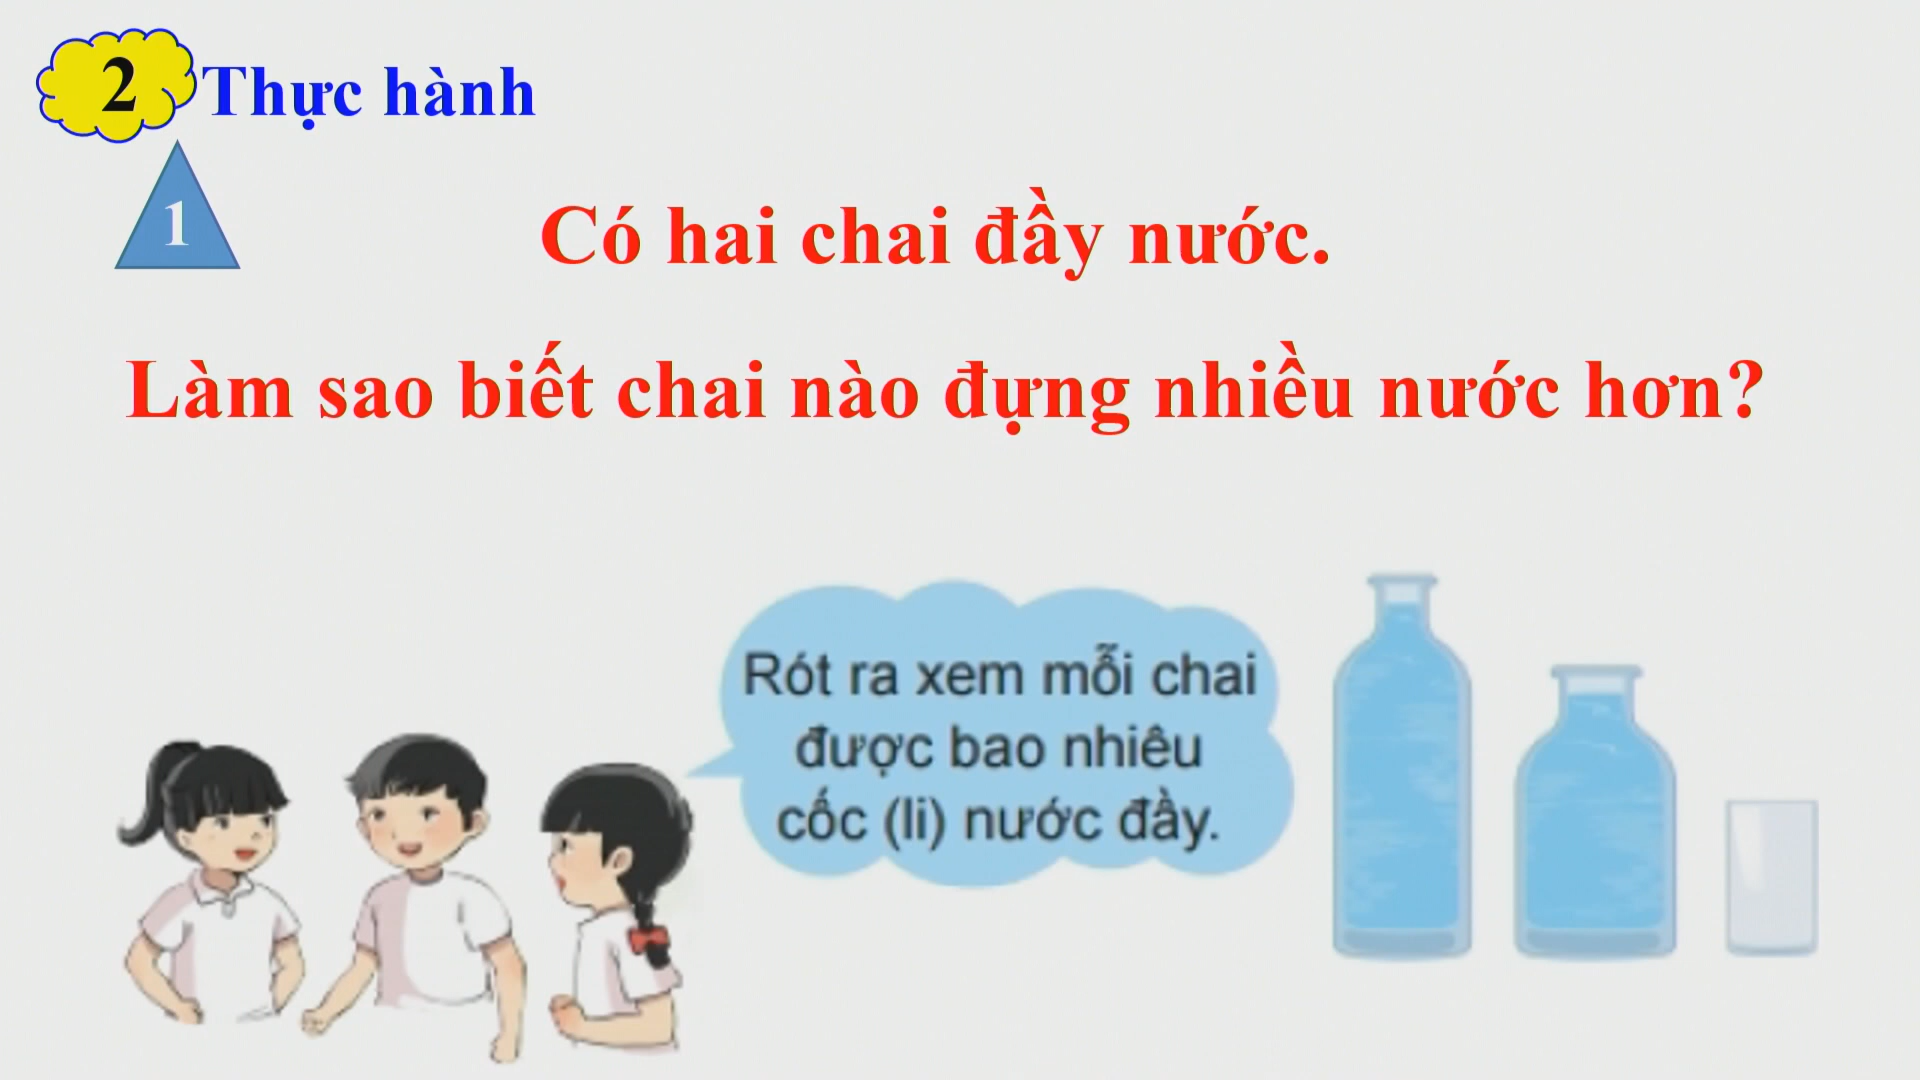 2 Thực hành
1
Có hai chai đầy nước.
Làm sao biết chai nào đựng nhiều nước hơn?
Rót ra xem mỗi chai
được bao nhiêu
cốc (li) nước đầy.